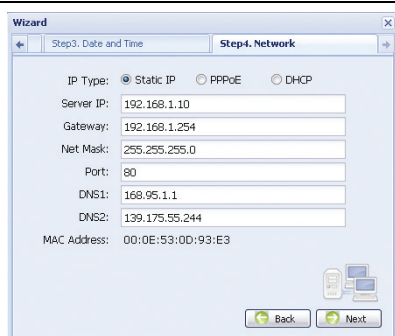 Wizard
Step3. Date and Time
Step4. Network
IP Type: Static IP PPPoE DHCP
Server IP: 192.168.1.10
Gateway: 192.168.1.254
Net Mask: 255.255.255.0
Port: 80
DNS1: 168.95.1.1
DNS2: 139.175.55.244
MAC Address: 00:0E:53:0D:93:E3
Back Next